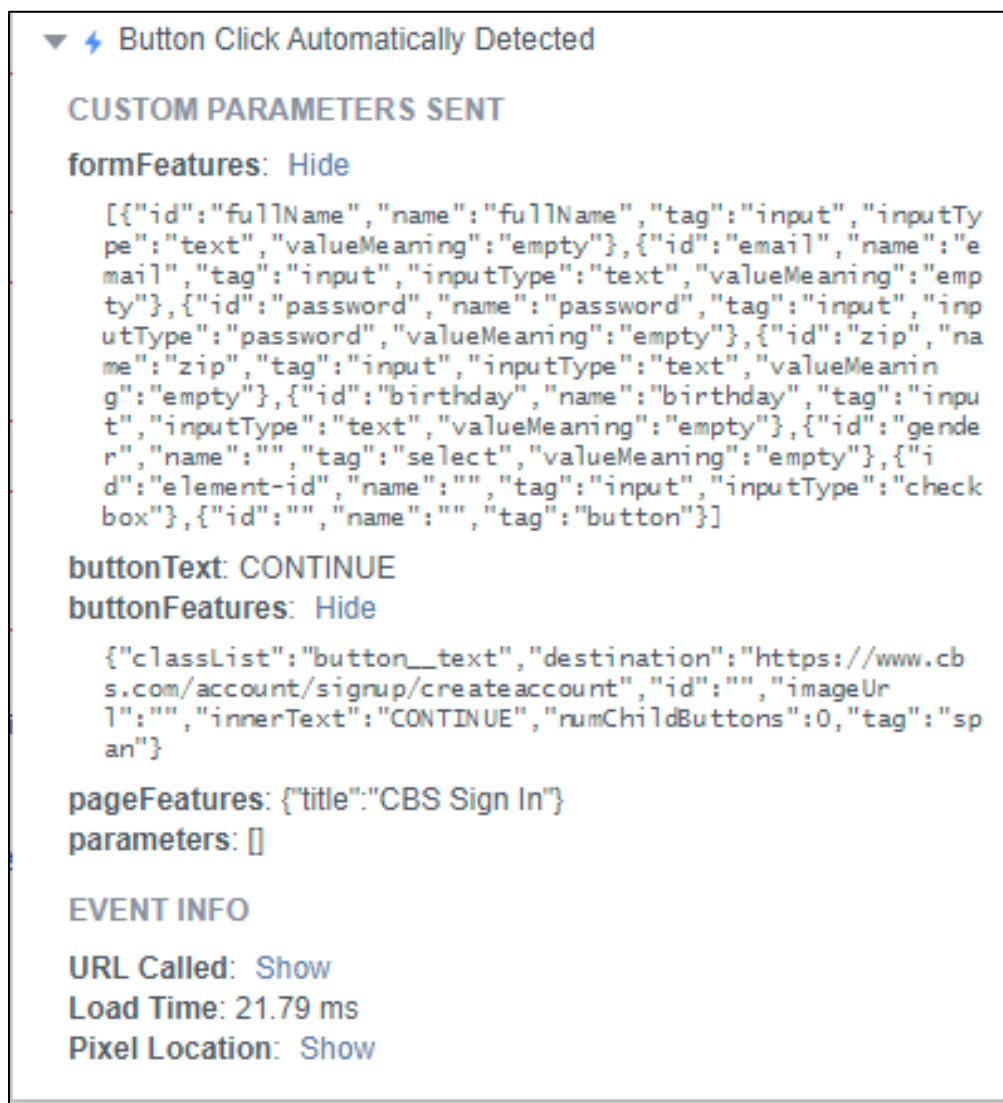 Button Click Automatically Detected
CUSTOM PARAMETERS SENT
formFeatures: Hide
[{"id":"fullName","name":"fullName","tag":"input","inputTy
pe":"text","valueMeaning":"empty"},{"id":"email","name":"e
mail","tag":"input","inputType":"text","valueMeaning":"emp
ty"},{"id":"password","name":"password","tag":"input","inp
utType":"password","valueMeaning":"empty"},{"id":"zip","na
me":"zip","tag":"input","inputType":"text","valueMeanin
g":"empty"},{"id":"birthday","name":"birthday","tag":"inpu
t","inputType":"text","valueMeaning":"empty"},{"id":"gende
r","name":"","tag":"select","valueMeaning":"empty"},{"i
d":"element-id","name":"","tag":"input","inputType":"check
box"},{"id":"","name":"","tag":"button"}]
buttonText: CONTINUE
buttonFeatures: Hide
{"classList":"button__text","destination":"https://www.cb
s.com/account/signup/createaccount","id":"","imageUr
l":"","innerText":"CONTINUE","numChildButtons":0,"tag":"sp
an"}
pageFeatures: {"title":"CBS Sign In"}
parameters: []
EVENT INFO
URL Called: Show
Load Time: 21.79 ms
Pixel Location: Show